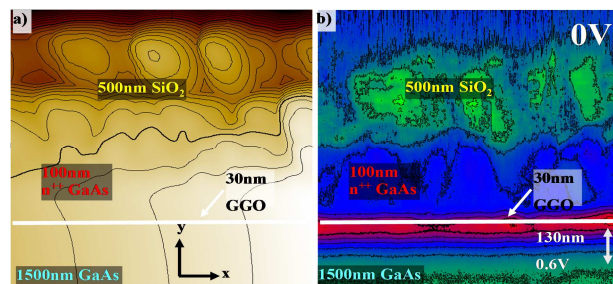 a)
500nm SiO₂
100nm
n⁺⁺ GaAs
30nm
GGO
y
x
1500nm GaAs
b)
0V
500nm SiO₂
100nm
n⁺⁺ GaAs
30nm
GGO
130nm
0.6V
1500nm GaAs